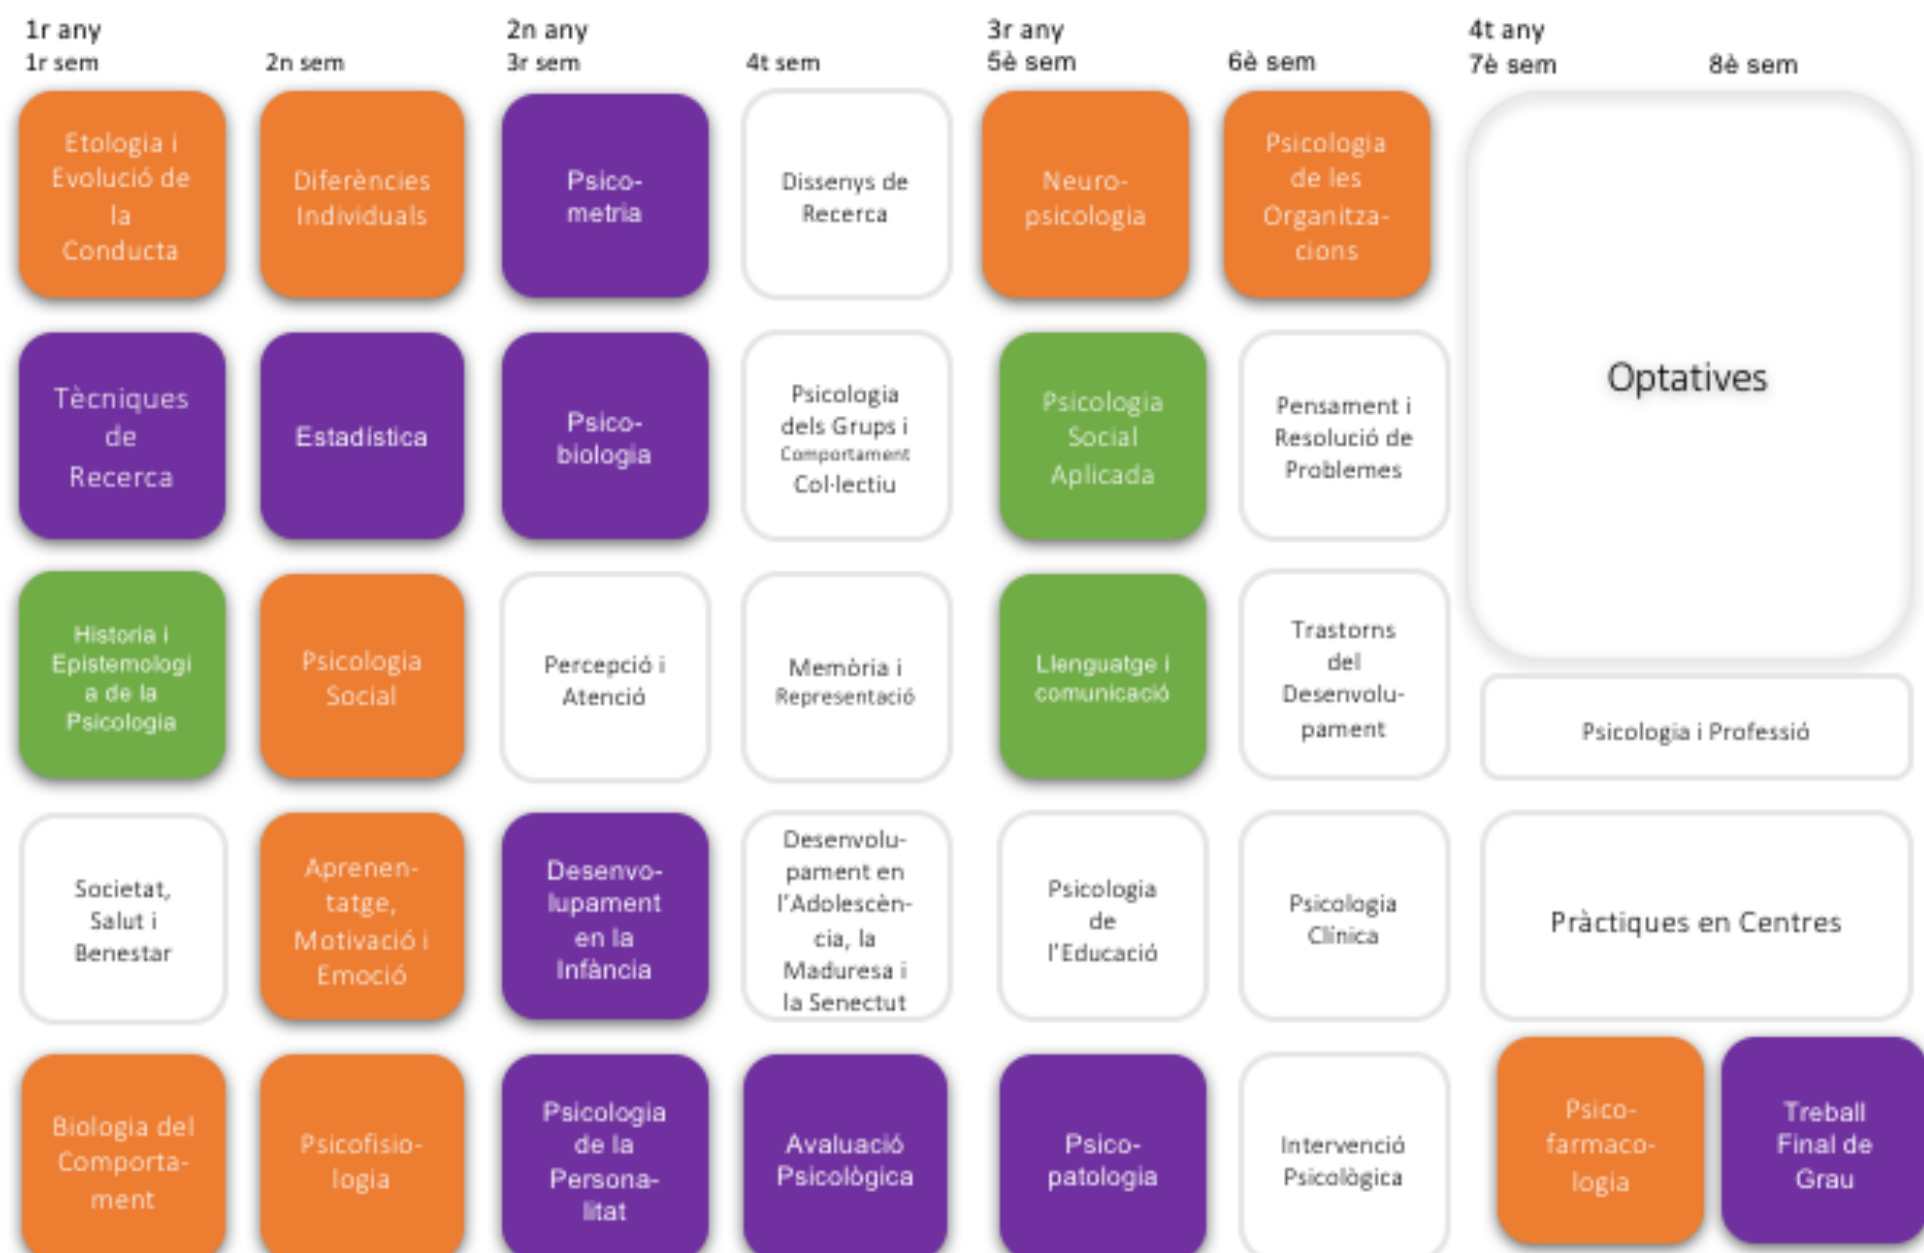 1r any
2n any
3r any
4t any
1r sem
2n sem
3r sem
4t sem
5è sem
6è sem
7è sem
8è sem
Etologia i
Evolució de
la
Conducta
Diferències
Individuals
Psico-
metria
Dissenys de
Recerca
Neuro-
psicologia
Psicologia
de les
Organitza-
cions
Optatives
Tècniques
de
Recerca
Estadística
Psico-
biologia
Psicologia
dels Grups i
Comportament
Col·lectiu
Psicologia
Social
Aplicada
Pensament i
Resolució de
Problemes
Historia i
Epistemologi
a de la
Psicologia
Psicologia
Social
Percepció i
Atenció
Memòria i
Representació
Llenguatge i
comunicació
Trastorns
del
Desenvolu-
pament
Psicologia i Professió
Societat,
Salut i
Benestar
Aprenen-
tatge,
Motivació i
Emoció
Desenvo-
lupament
en la
Infància
Desenvolu-
pament en
l'Adolescèn-
cia, la
Maduresa i
la Senectut
Psicologia
de
l'Educació
Psicologia
Clínica
Pràctiques en Centres
Biologia del
Comporta-
ment
Psicofisio-
logia
Psicologia
de la
Persona-
litat
Avaluació
Psicològica
Psico-
patologia
Intervenció
Psicològica
Psico-
farmaco-
logia
Treball
Final de
Grau